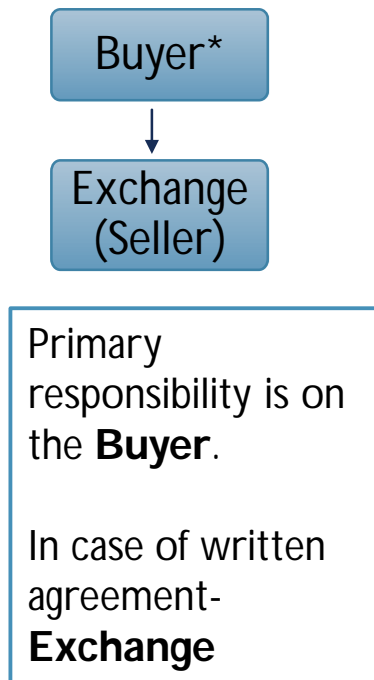 Buyer*
Exchange
(Seller)
Primary
responsibility is on
the Buyer.
In case of written
agreement-
Exchange